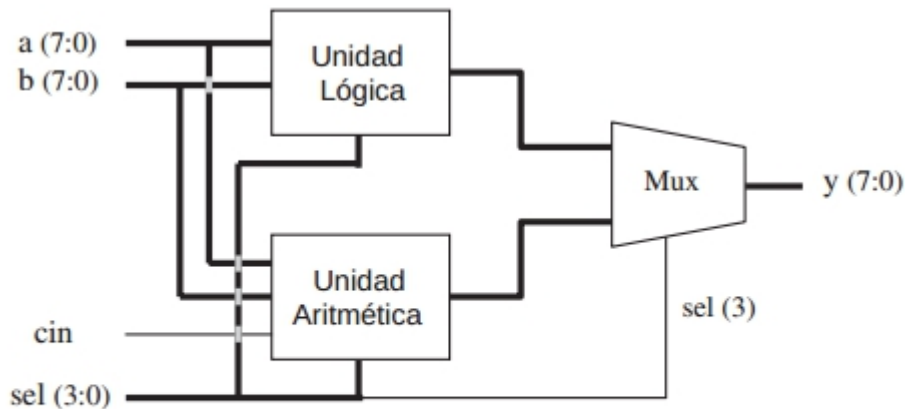 a (7:0)
b (7:0)
Unidad
Lógica
Mux
y (7:0)
Unidad
Aritmética
sel (3)
cin
sel (3:0)